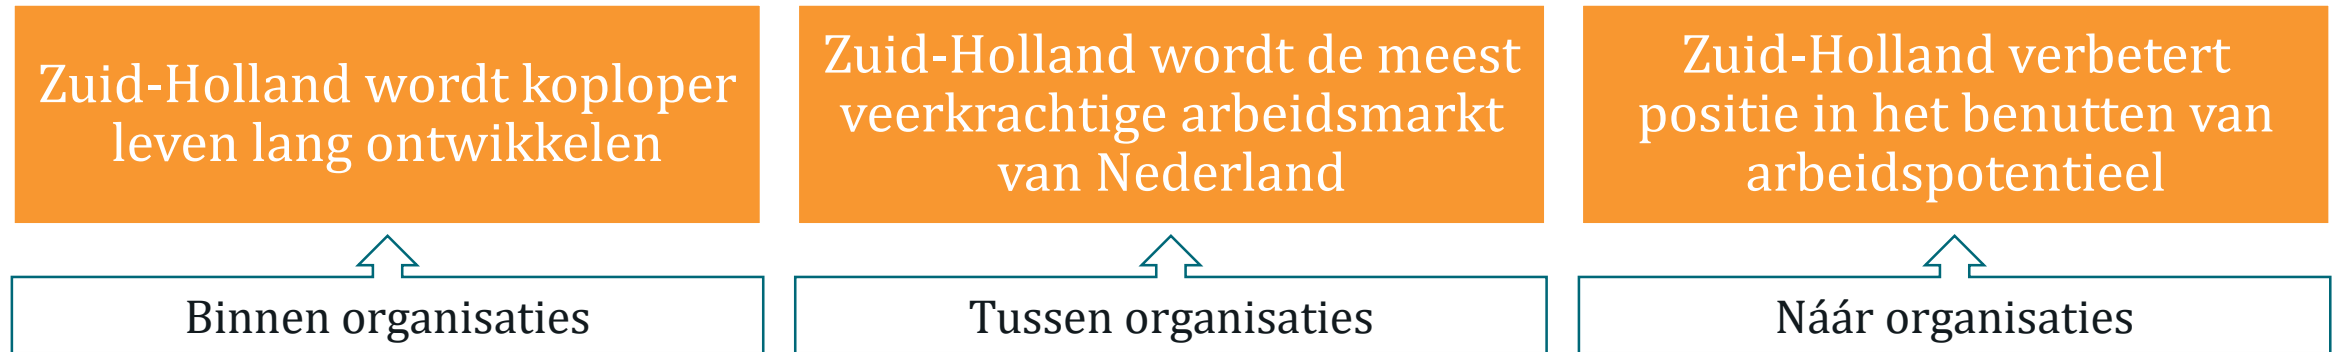 Zuid-Holland wordt koploper
leven lang ontwikkelen
Zuid-Holland wordt de meest
veerkrachtige arbeidsmarkt
van Nederland
Zuid-Holland verbetert
positie in het benutten van
arbeidspotentieel
Binnen organisaties
Tussen organisaties
Náár organisaties